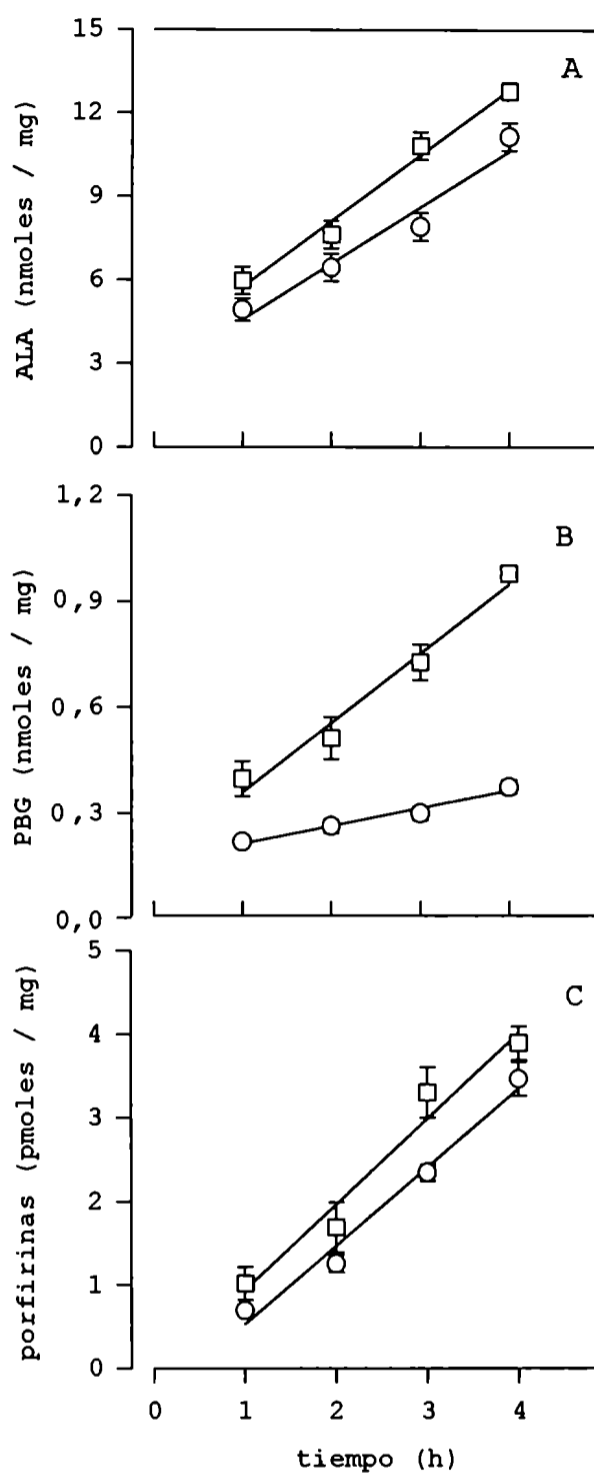 A
15
12
9
6
3
0
ALA (nmoles / mg)
B
1,2
0,9
0,6
0,3
0,0
PBG (nmoles / mg)
C
5
4
3
2
1
0
porfirinas (pmoles / mg)
0 1 2 3 4
tiempo (h)